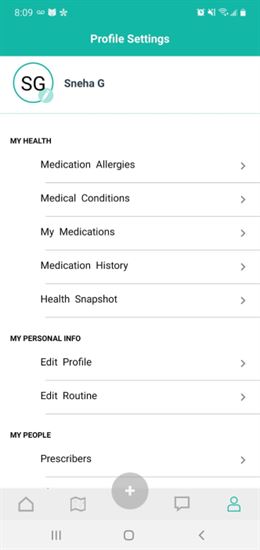 8:09
Profile Settings
SG
Sneha G
MY HEALTH
Medication Allergies
Medical Conditions
My Medications
Medication History
Health Snapshot
MY PERSONAL INFO
Edit Profile
Edit Routine
MY PEOPLE
Prescribers